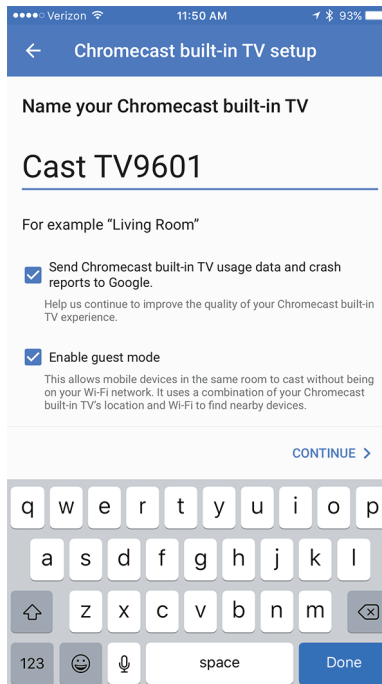 Verizon 11:50 AM 93%
Chromecast built-in TV setup
Name your Chromecast built-in TV
Cast TV9601
For example “Living Room”
Send Chromecast built-in TV usage data and crash
reports to Google.
Help us continue to improve the quality of your Chromecast built-in
TV experience.
Enable guest mode
This allows mobile devices in the same room to cast without being
on your Wi-Fi network. It uses a combination of your Chromecast
built-in TV’s location and Wi-Fi to find nearby devices.
CONTINUE
q w e r t y u i o p
a s d f g h j k l
z x c v b n m
123 space Done